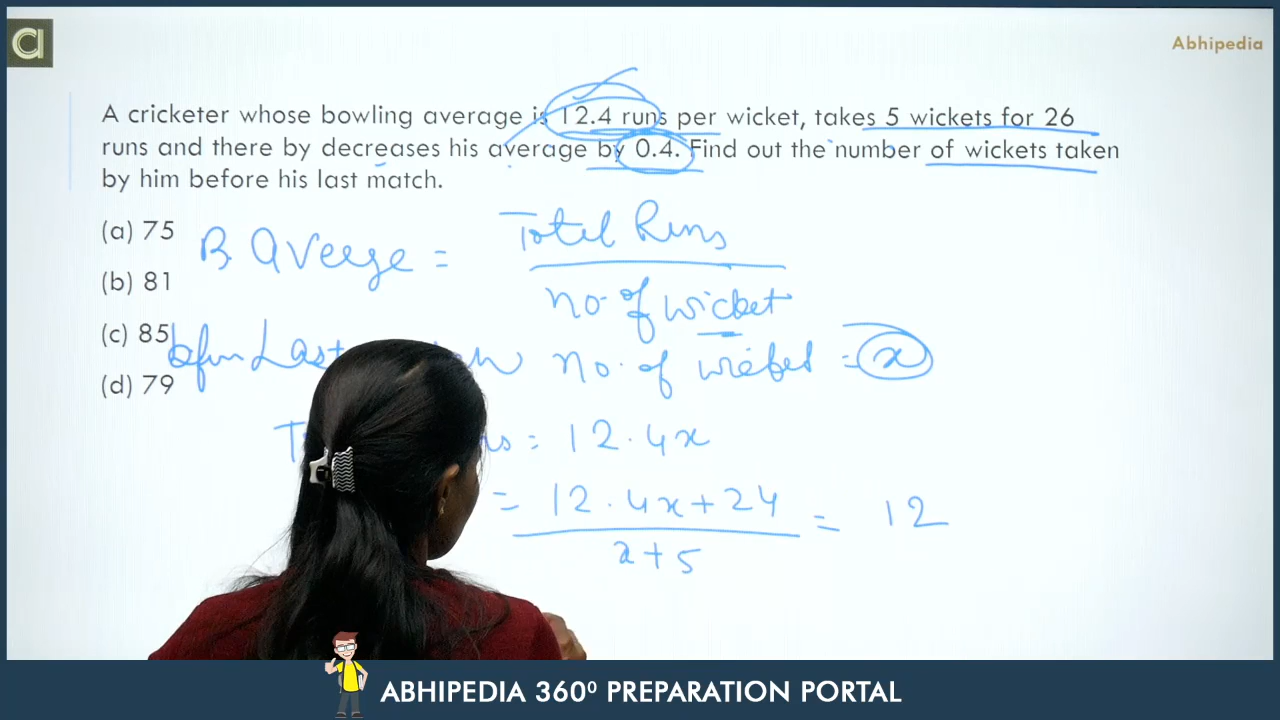 Abhipedia
A cricketer whose bowling average is 12.4 runs per wicket, takes 5 wickets for 26
runs and there by decreases his average by 0.4. Find out the number of wickets taken
by him before his last match.
(a) 75
(b) 81
(c) 85
(d) 79
B. Averge = Total Runs
no. of wicket
Last no. of wicket = x
= 12.4x
= 12.4x + 24 = 12
x + 5
ABHIPEDIA 360⁰ PREPARATION PORTAL